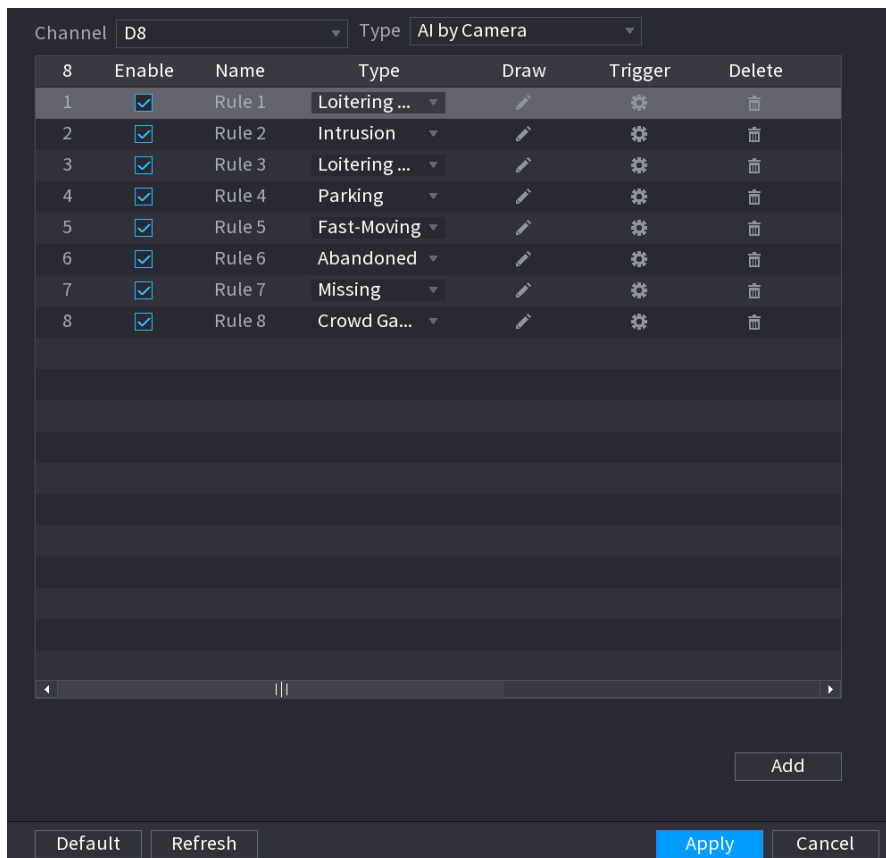 Channel D8 Type AI by Camera
8 Enable Name Type Draw Trigger Delete
1 Rule 1 Loitering ...
2 Rule 2 Intrusion
3 Rule 3 Loitering ...
4 Rule 4 Parking
5 Rule 5 Fast-Moving
6 Rule 6 Abandoned
7 Rule 7 Missing
8 Rule 8 Crowd Ga...
Add
Default Refresh Apply Cancel